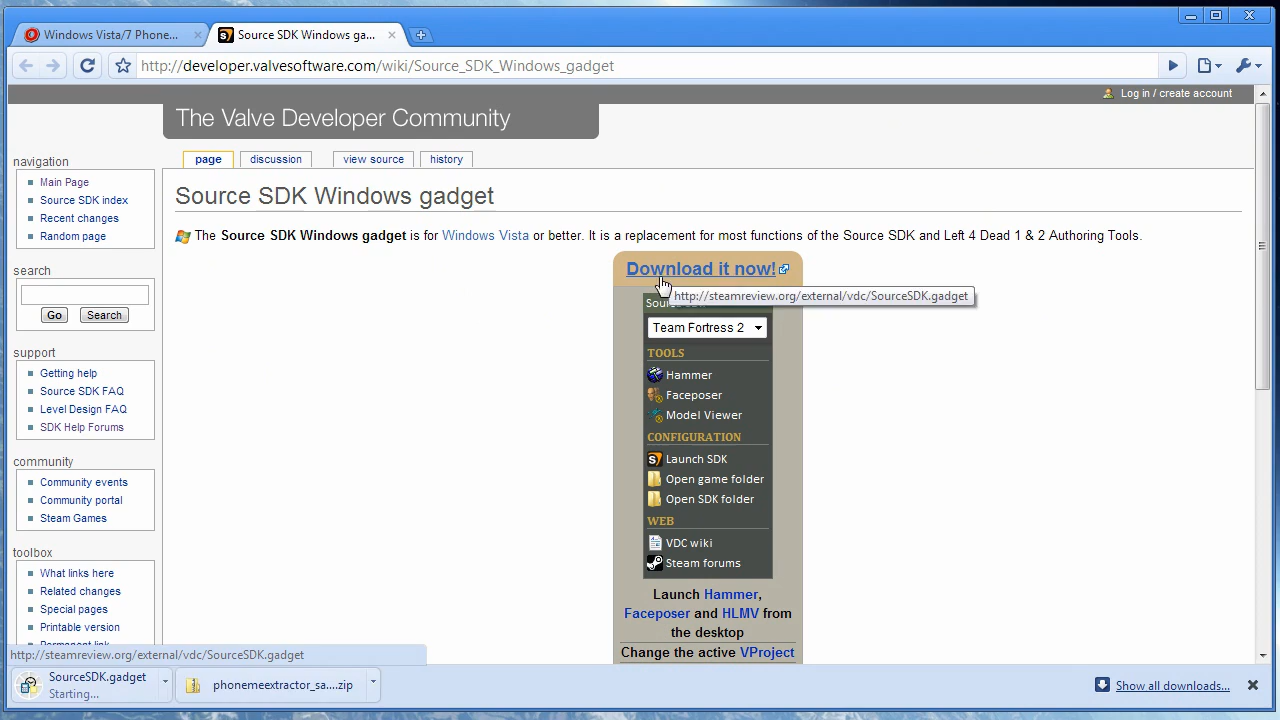 Windows Vista/7 Phone...
Source SDK Windows ga...
http://developer.valvesoftware.com/wiki/Source_SDK_Windows_gadget
Log in / create account
The Valve Developer Community
page
discussion
view source
history
navigation
Main Page
Source SDK index
Recent changes
Random page
search
Go
Search
support
Getting help
Source SDK FAQ
Level Design FAQ
SDK Help Forums
community
Community events
Community portal
Steam Games
toolbox
What links here
Related changes
Special pages
Printable version
Permanent link
Source SDK Windows gadget
The Source SDK Windows gadget is for Windows Vista or better. It is a replacement for most functions of the Source SDK and Left 4 Dead 1 & 2 Authoring Tools.
Download it now!
http://steamreview.org/external/vdc/SourceSDK.gadget
Team Fortress 2
TOOLS
Hammer
Faceposer
Model Viewer
CONFIGURATION
Launch SDK
Open game folder
Open SDK folder
WEB
VDC wiki
Steam forums
Launch Hammer,
Faceposer and HLMV from
the desktop
Change the active VProject
http://steamreview.org/external/vdc/SourceSDK.gadget
SourceSDK.gadget
Starting...
phonemeextractor_sa....zip
Show all downloads...